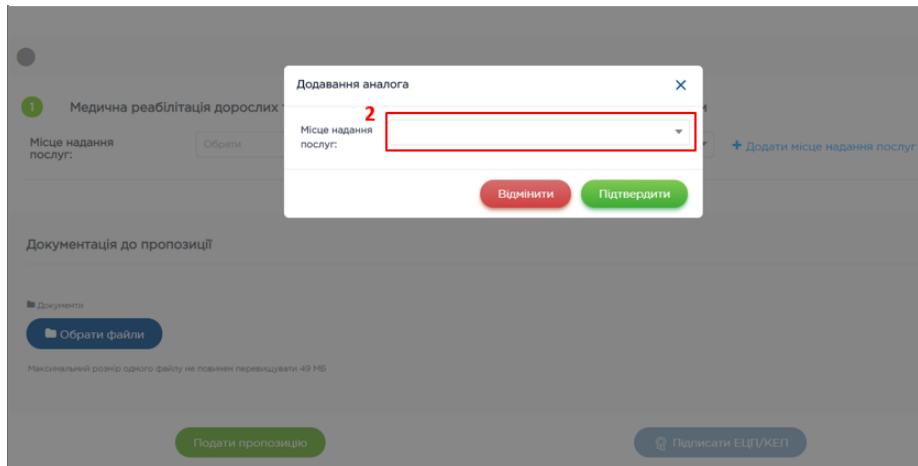 Додавання аналога
1 Медична реабілітація дорослих
2
Місце надання
послуг:
Обрати
Місце надання
послуг:
+ Додати місце надання послуг
Відмінити
Підтвердити
Документація до пропозиції
Документи
Обрати файли
Максимальний розмір одного файлу не повинен перевищувати 49 МБ
Подати пропозицію
Підписати ЕЦП/КЕП